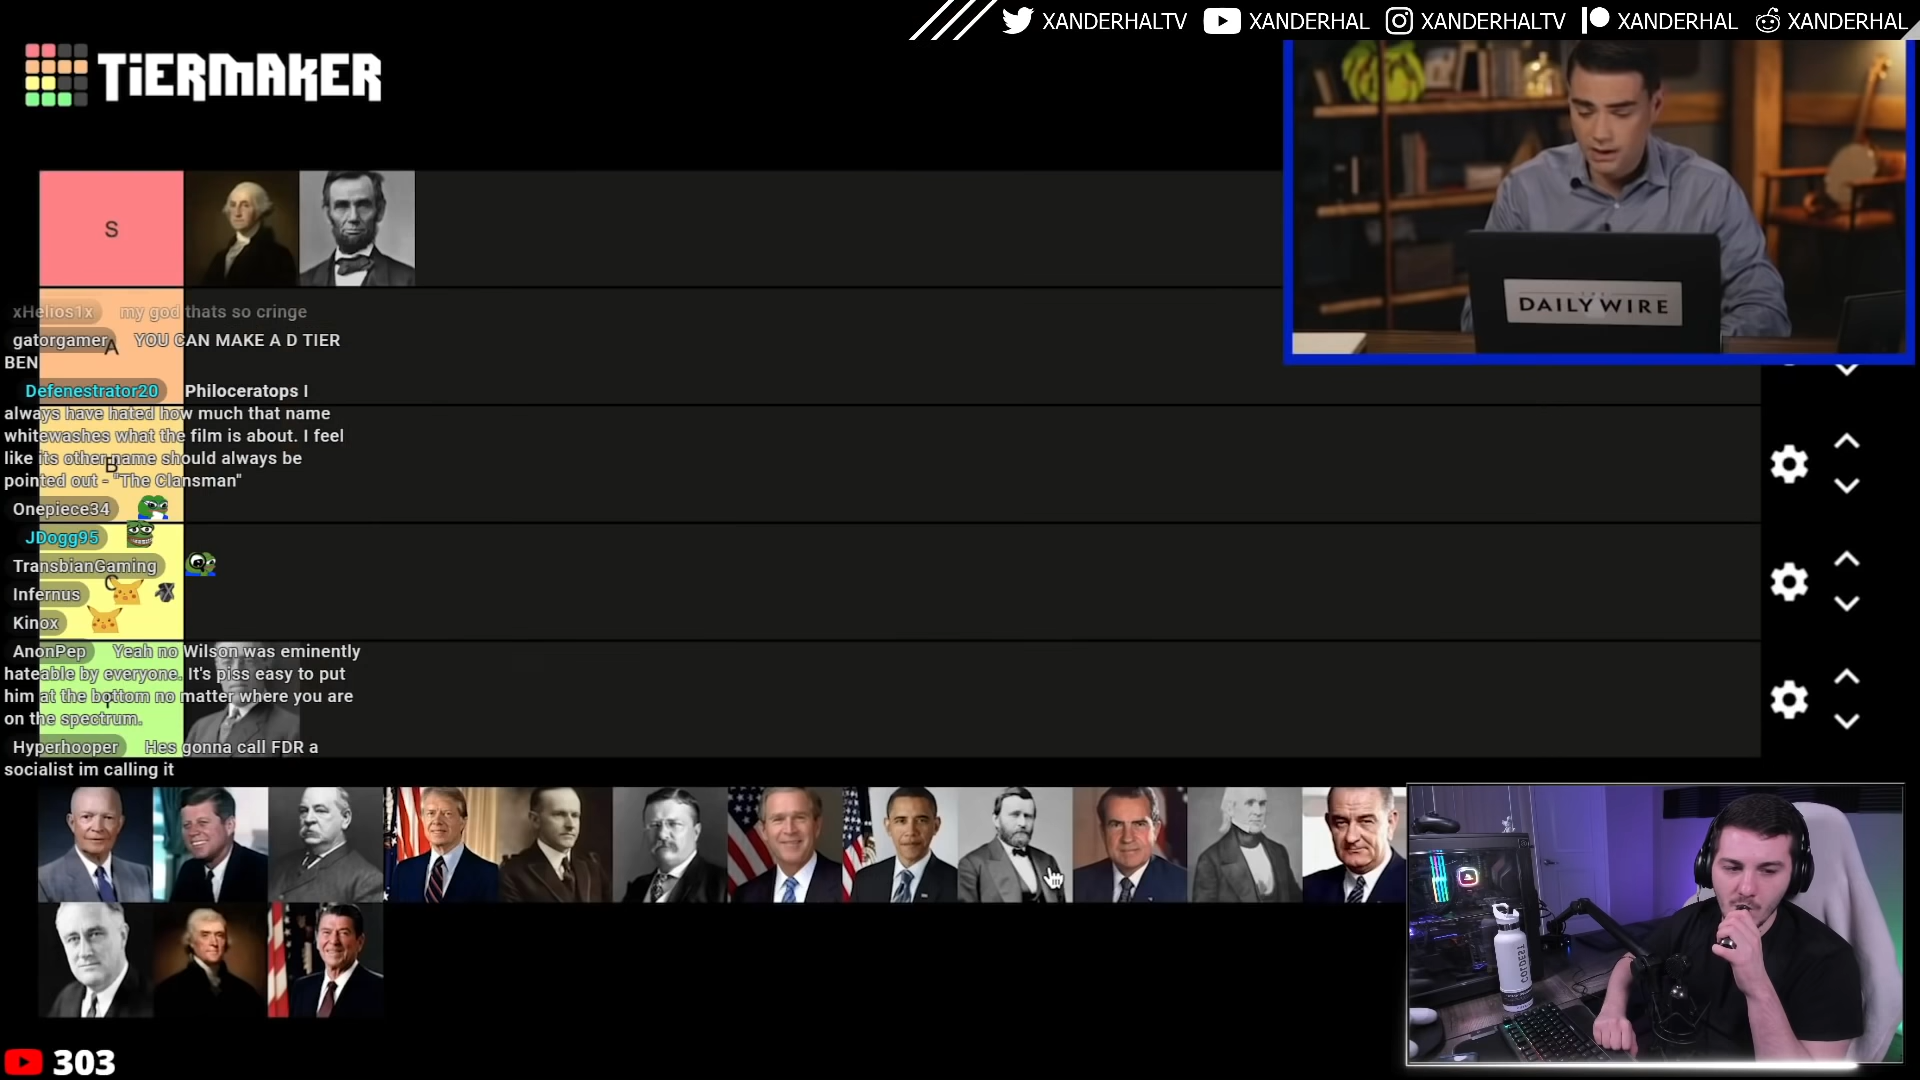 XANDERHALTV XANDERHAL XANDERHALTV XANDERHAL XANDERHAL
TiERMAKER
S
DAILY WIRE
xHelios1x my god thats so cringe
gatorgamer YOU CAN MAKE A D TIER
BEN
A
Defenestrator20 Philoceratops I
always have hated how much that name
whitewashes what the film is about. I feel
like its other name should always be
B
pointed out - "The Clansman"
Onepiece34
JDogg95
TransbianGaming
C
Infernus
Kinox
AnonPep Yeah no Wilson was eminently
hateable by everyone. It's piss easy to put
him at the bottom no matter where you are
on the spectrum.
Hyperhooper Hes gonna call FDR a
socialist im calling it
COLDEST
303